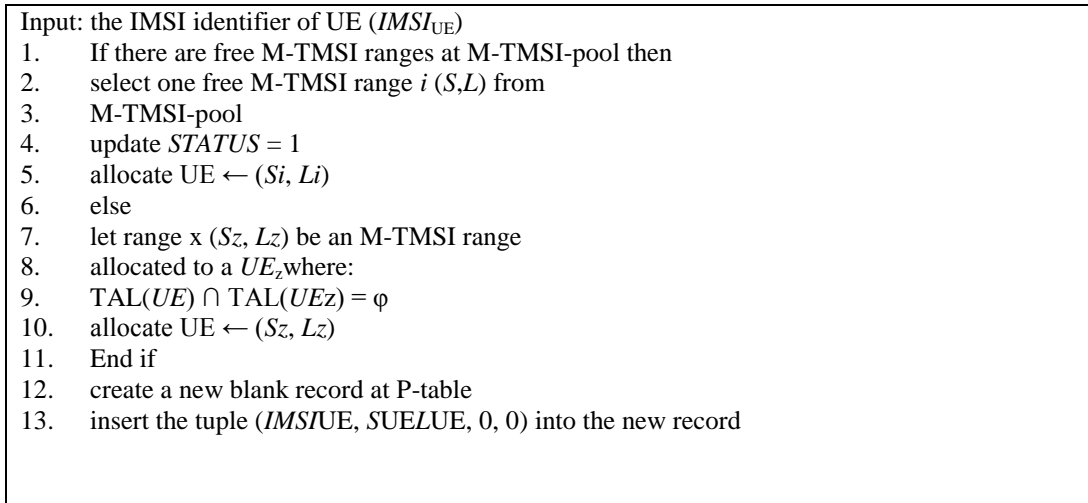 Input: the IMSI identifier of UE (IMSIUE)
1. If there are free M-TMSI ranges at M-TMSI-pool then
2. select one free M-TMSI range i (S,L) from
3. M-TMSI-pool
4. update STATUS = 1
5. allocate UE ← (Si, Li)
6. else
7. let range x (Sz, Lz) be an M-TMSI range
8. allocated to a UEzwhere:
9. TAL(UE) ∩ TAL(UEz) = φ
10. allocate UE ← (Sz, Lz)
11. End if
12. create a new blank record at P-table
13. insert the tuple (IMSIUE, SUELUE, 0, 0) into the new record